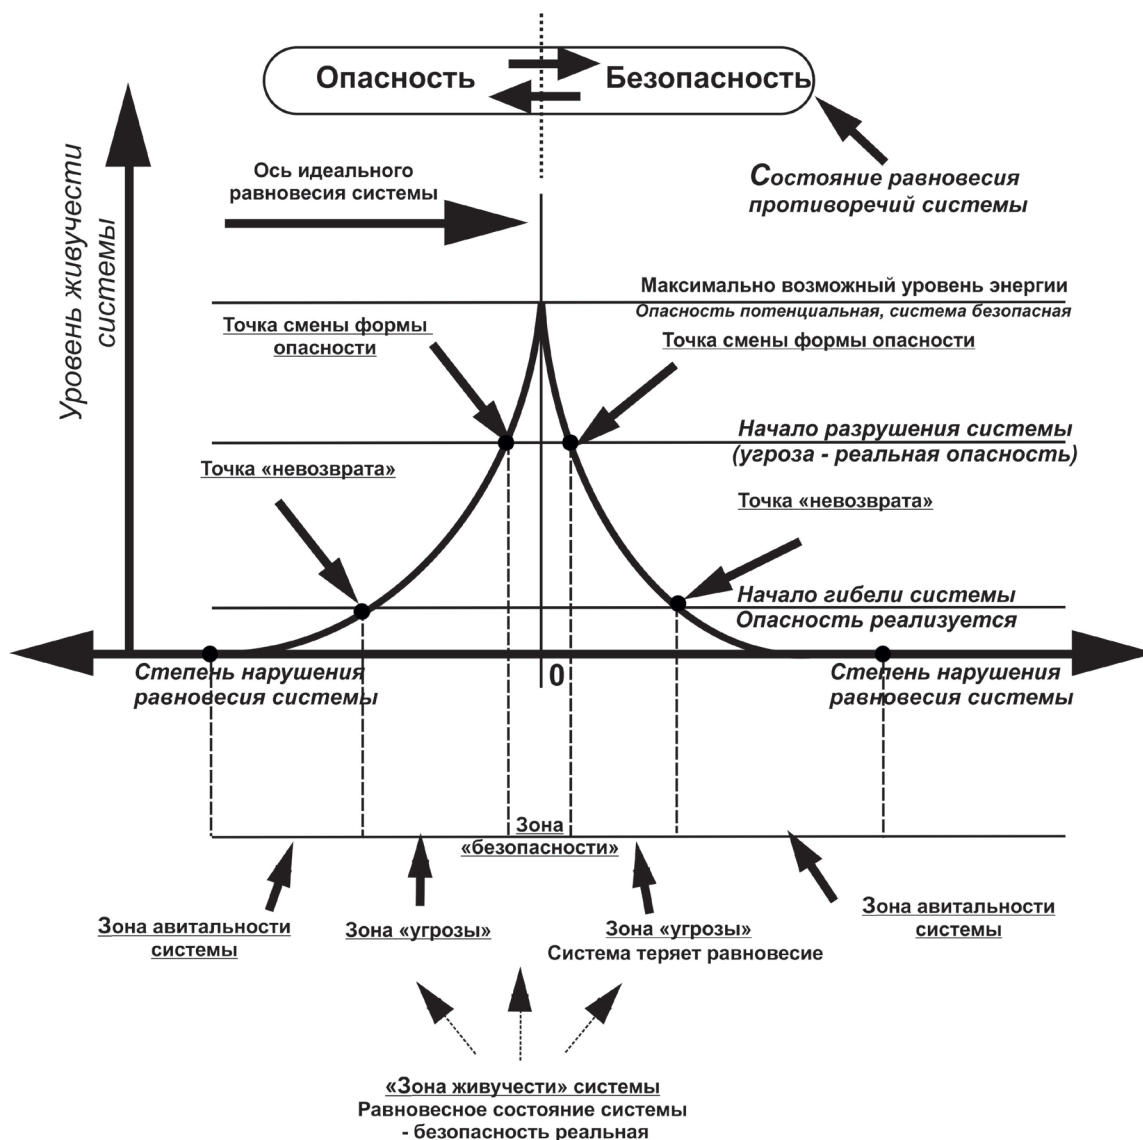 Опасность
Безопасность
Ось идеального
равновесия системы
Состояние равновесия
противоречий системы
Уровень живучести
системы
Максимально возможный уровень энергии
Опасность потенциальная, система безопасная
Точка смены формы
опасности
Точка смены формы опасности
Начало разрушения системы
(угроза - реальная опасность)
Точка «невозврата»
Точка «невозврата»
Начало гибели системы
Опасность реализуется
Степень нарушения
равновесия системы
0
Степень нарушения
равновесия системы
Зона
«безопасности»
Зона авитальности
системы
Зона «угрозы»
Зона «угрозы»
Система теряет равновесие
Зона авитальности
системы
«Зона живучести» системы
Равновесное состояние системы
- безопасность реальная